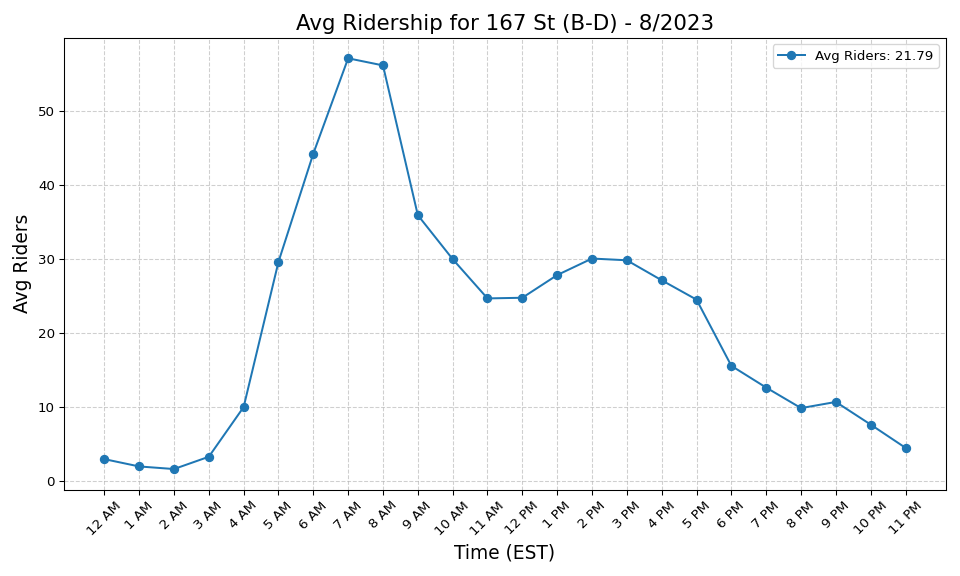 Avg Ridership for 167 St (B-D) - 8/2023
Avg Riders: 21.79
Avg Riders
50
40
30
20
10
0
12 AM
1 AM
2 AM
3 AM
4 AM
5 AM
6 AM
7 AM
8 AM
9 AM
10 AM
11 AM
12 PM
1 PM
2 PM
3 PM
4 PM
5 PM
6 PM
7 PM
8 PM
9 PM
10 PM
11 PM
Time (EST)